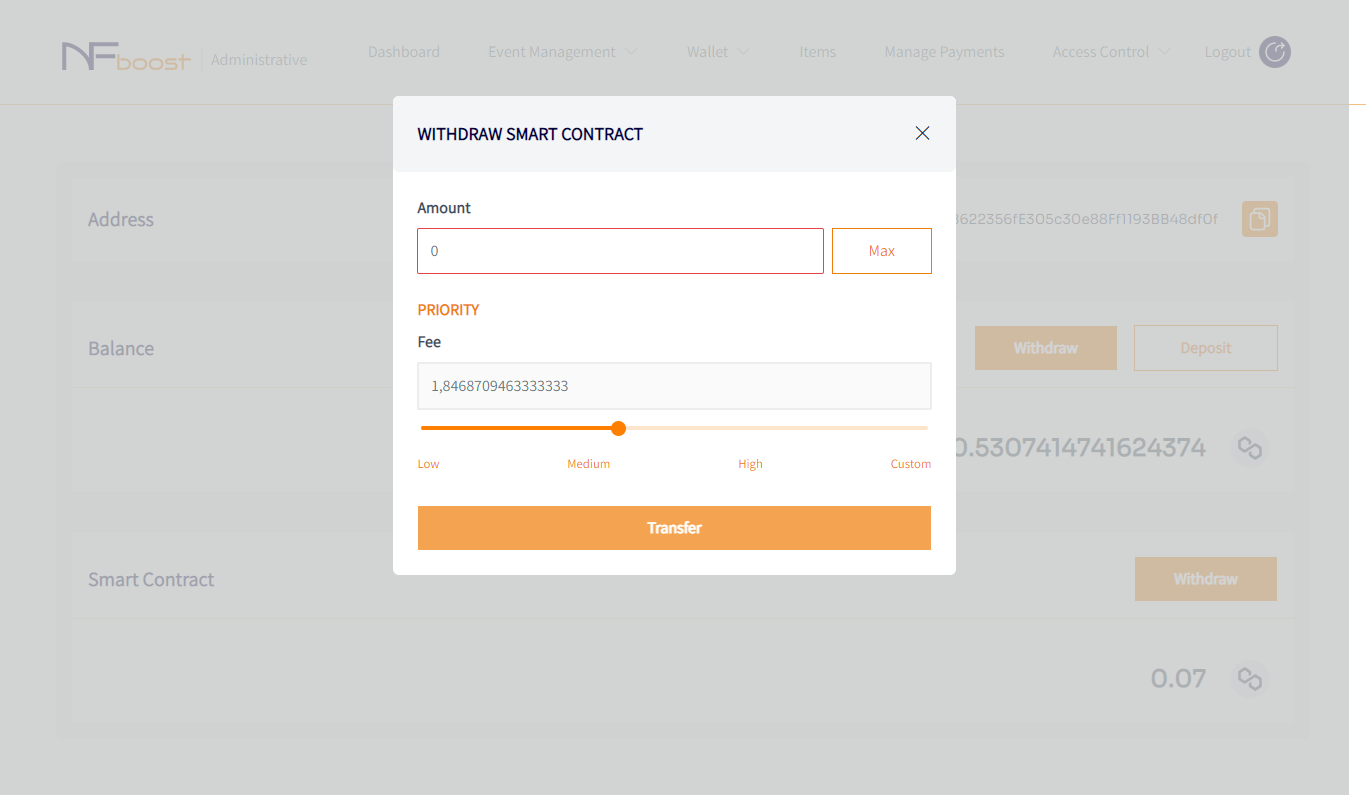 NFboost Administrative Dashboard Event Management Wallet Items Manage Payments Access Control Logout
WITHDRAW SMART CONTRACT
Amount
0 Max
PRIORITY
Fee
1,8468709463333333
Low Medium High Custom
Transfer
Address 622356fE305c30e88Ff1193BB48df0f
Balance Withdraw Deposit
0.5307414741624374
Smart Contract Withdraw
0.07